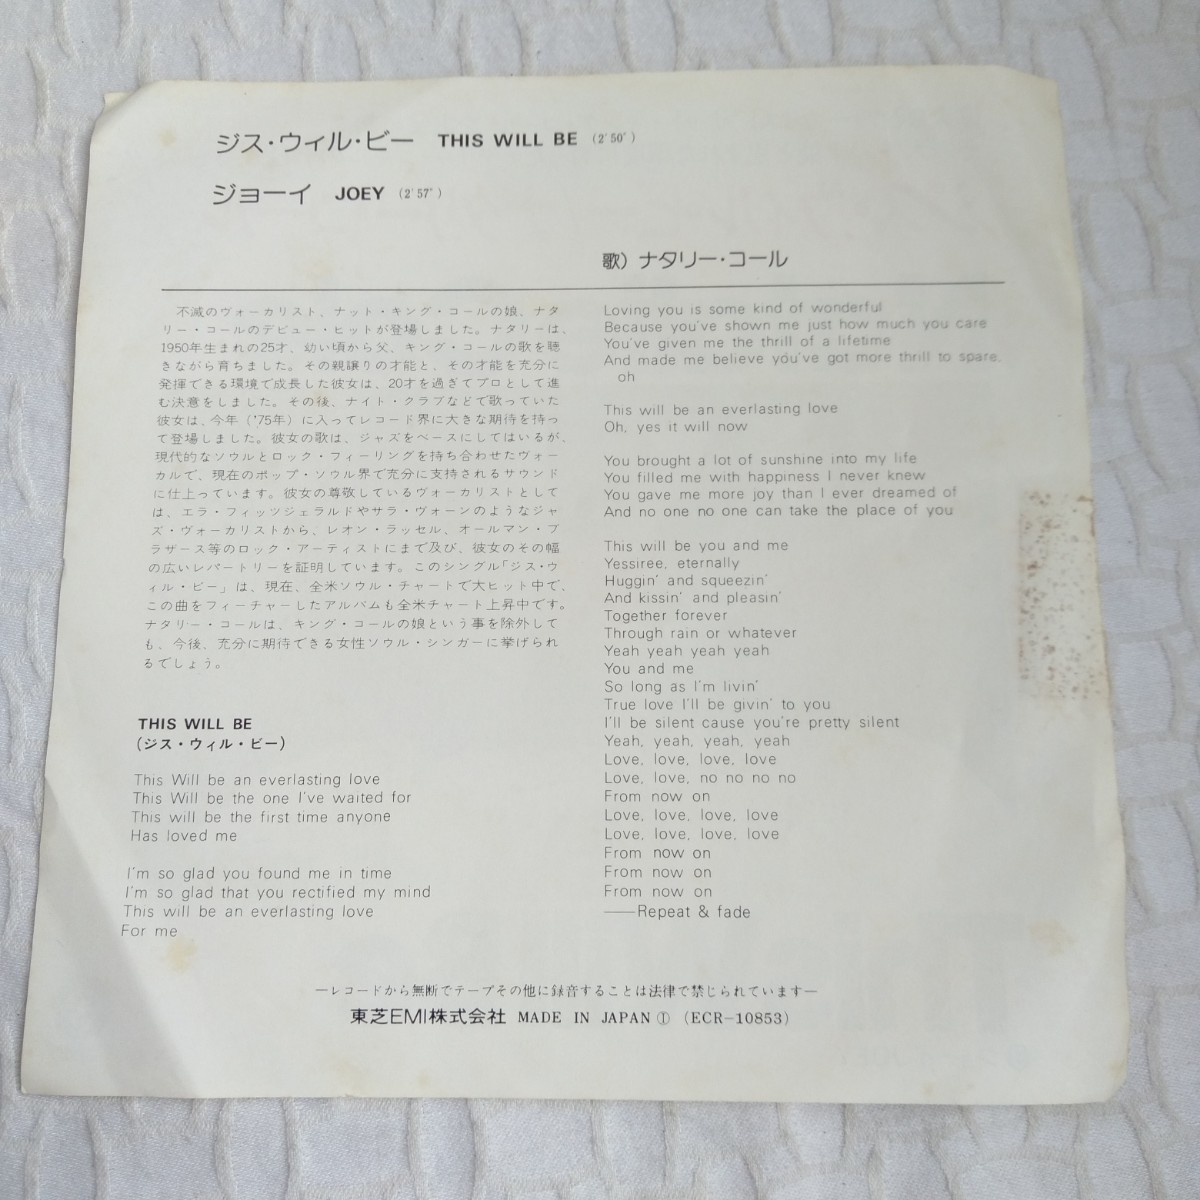 ジス・ウィル・ビー THIS WILL BE (2′50″)
ジョーイ JOEY (2′57″)
歌) ナタリー・コール
不滅のヴォーカリスト、ナット・キング・コールの娘、ナタ
リー・コールのデビュー・ヒットが登場しました。ナタリーは、
1950年生まれの25才、幼い頃から父、キング・コールの歌を聴
きながら育ちました。その親譲りの才能と、その才能を充分に
発揮できる環境で成長した彼女は、20才を過ぎてプロとして進
む決意をしました。その後、ナイト・クラブなどで歌っていた
彼女は、今年('75年)に入ってレコード界に大きな期待を持っ
て登場しました。彼女の歌は、ジャズをベースにしてはいるが、
現代的なソウルとロック・フィーリングを持ち合わせたヴォー
カルで、現在のポップ・ソウル界で充分に支持されるサウンド
に仕上っています。彼女の尊敬しているヴォーカリストとして
は、エラ・フィッツジェラルドやサラ・ヴォーンのようなジャ
ズ・ヴォーカリストから、レオン・ラッセル、オールマン・ブ
ラザース等のロック・アーティストにまで及び、彼女のその幅
の広いレパートリーを証明しています。このシングル「ジス・ウ
ィル・ビー」は、現在、全米ソウル・チャートで大ヒット中で、
この曲をフィーチャーしたアルバムも全米チャート上昇中です。
ナタリー・コールは、キング・コールの娘という事を除外して
も、今後、充分に期待できる女性ソウル・シンガーに挙げられ
るでしょう。
THIS WILL BE
(ジス・ウィル・ビー)
This Will be an everlasting love
This Will be the one I've waited for
This will be the first time anyone
Has loved me
I'm so glad you found me in time
I'm so glad that you rectified my mind
This will be an everlasting love
For me
Loving you is some kind of wonderful
Because you've shown me just how much you care
You've given me the thrill of a lifetime
And made me believe you've got more thrill to spare,
oh
This will be an everlasting love
Oh, yes it will now
You brought a lot of sunshine into my life
You filled me with happiness I never knew
You gave me more joy than I ever dreamed of
And no one no one can take the place of you
This will be you and me
Yessiree, eternally
Huggin' and squeezin'
And kissin' and pleasin'
Together forever
Through rain or whatever
Yeah yeah yeah yeah
You and me
So long as I'm livin'
True love I'll be givin' to you
I'll be silent cause you're pretty silent
Yeah, yeah, yeah, yeah
Love, love, love, love
Love, love, no no no no
From now on
Love, love, love, love
Love, love, love, love
From now on
From now on
From now on
——Repeat & fade
—レコードから無断でテープその他に録音することは法律で禁じられています—
東芝EMI株式会社 MADE IN JAPAN ① (ECR-10853)